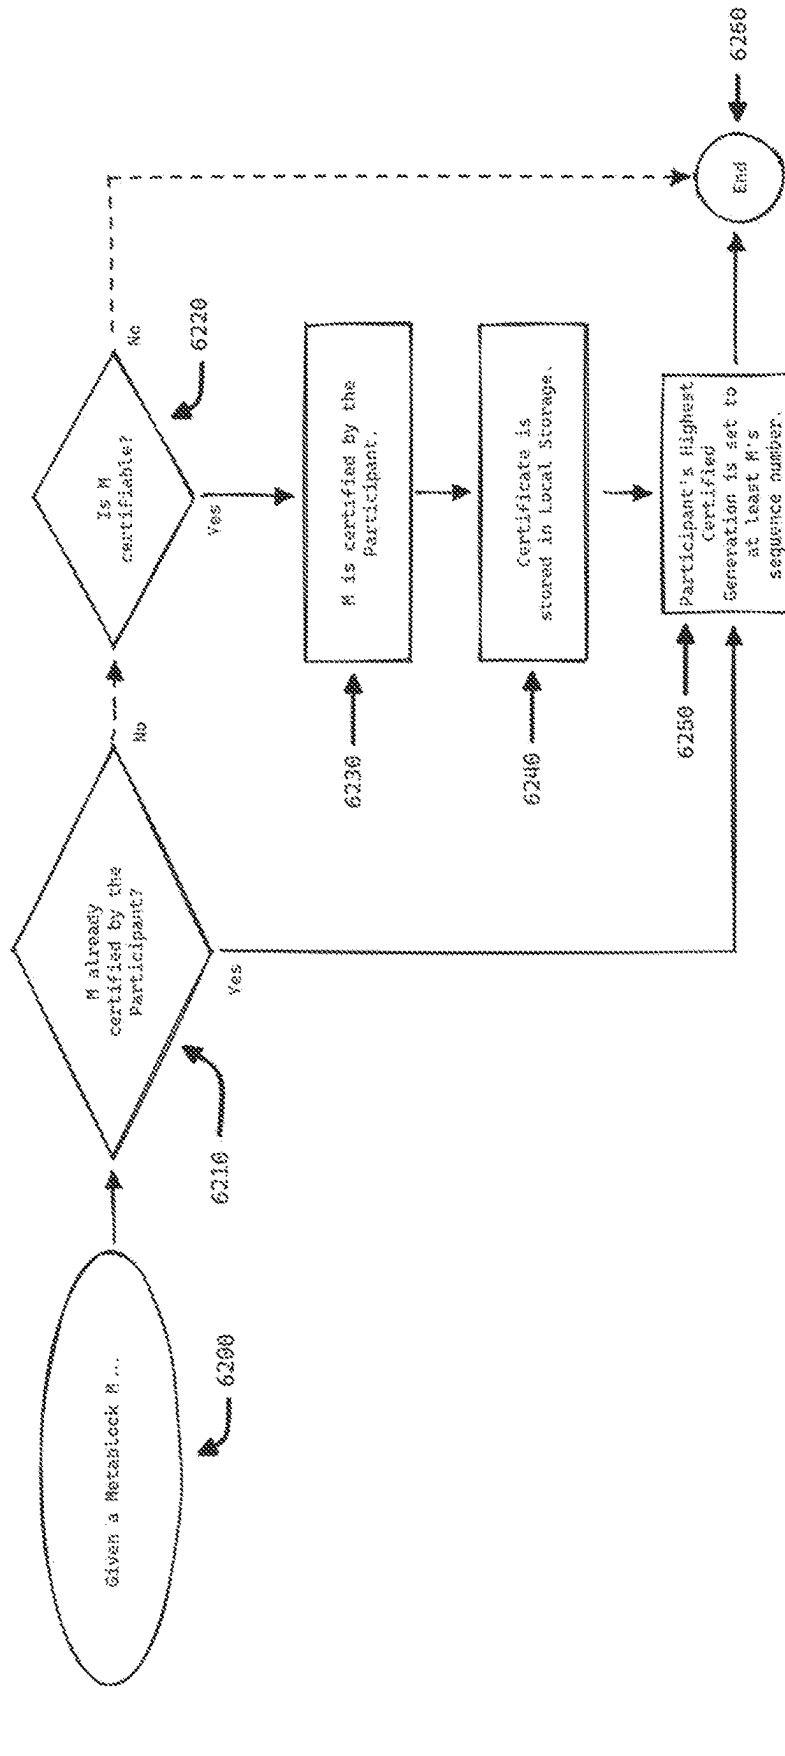 Given a Metablock M...
6200
M already
certified by the
Participant?
6210
Yes
No
Is M
certifiable?
6220
No
Yes
M is certified by the
Participant.
6230
Certificate is
stored in Local Storage.
6240
Participant's Highest
Certified
Generation is set to
at least M's
sequence number.
6250
End
6260